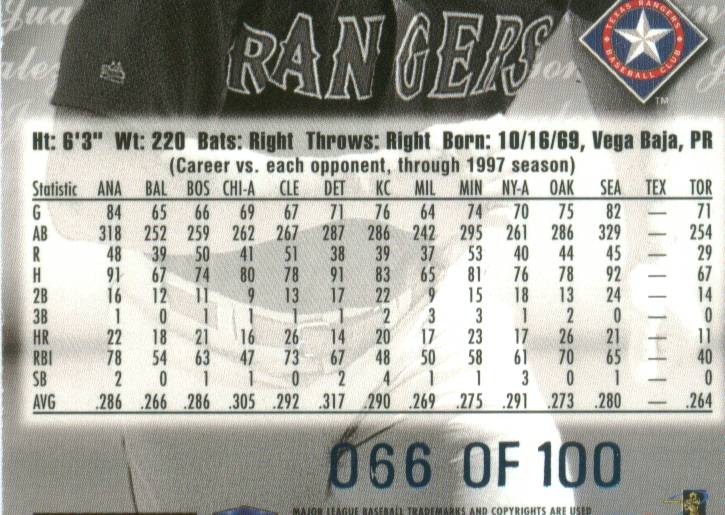 RANGERS
TEXAS RANGERS
BASEBALL CLUB
TM
Ht: 6'3" Wt: 220 Bats: Right Throws: Right Born: 10/16/69, Vega Baja, PR
(Career vs. each opponent, through 1997 season)
Statistic ANA BAL BOS CHI-A CLE DET KC MIL MIN NY-A OAK SEA TEX TOR
G 84 65 66 69 67 71 76 64 74 70 75 82 — 71
AB 318 252 259 262 267 287 286 242 295 261 286 329 — 254
R 48 39 50 41 51 38 39 37 53 40 44 45 — 29
H 91 67 74 80 78 91 83 65 81 76 78 92 — 67
2B 16 12 11 9 13 17 22 9 15 18 13 24 — 14
3B 1 0 1 1 0 1 2 3 3 1 2 0 — 0
HR 22 18 21 16 26 14 20 17 23 17 26 21 — 11
RBI 78 54 63 47 73 67 48 50 58 61 70 65 — 40
SB 2 0 1 1 0 2 4 1 1 3 0 1 — 0
AVG .286 .266 .286 .305 .292 .317 .290 .269 .275 .291 .273 .280 — .264
066 OF 100
MAJOR LEAGUE BASEBALL TRADEMARKS AND COPYRIGHTS ARE USED